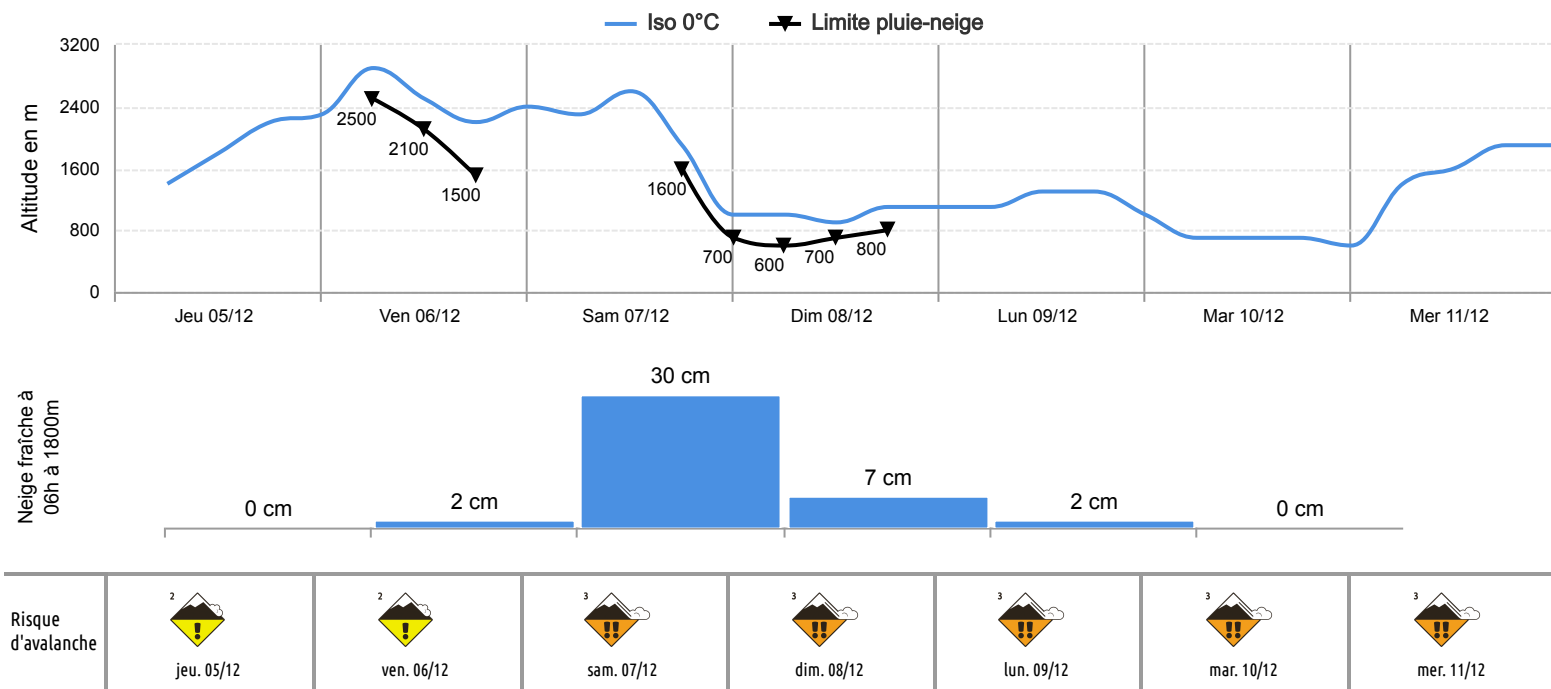 Iso 0°C Limite pluie-neige
Altitude en m
3200
2400
1600
800
0
2500
2100
1500
1600
700
600
700
800
Jeu 05/12 Ven 06/12 Sam 07/12 Dim 08/12 Lun 09/12 Mar 10/12 Mer 11/12
Neige fraîche à
06h à 1800m
0 cm 2 cm 30 cm 7 cm 2 cm 0 cm
Risque
d'avalanche
2 2 3 3 3 3 3
! ! !! !! !! !! !!
jeu. 05/12 ven. 06/12 sam. 07/12 dim. 08/12 lun. 09/12 mar. 10/12 mer. 11/12